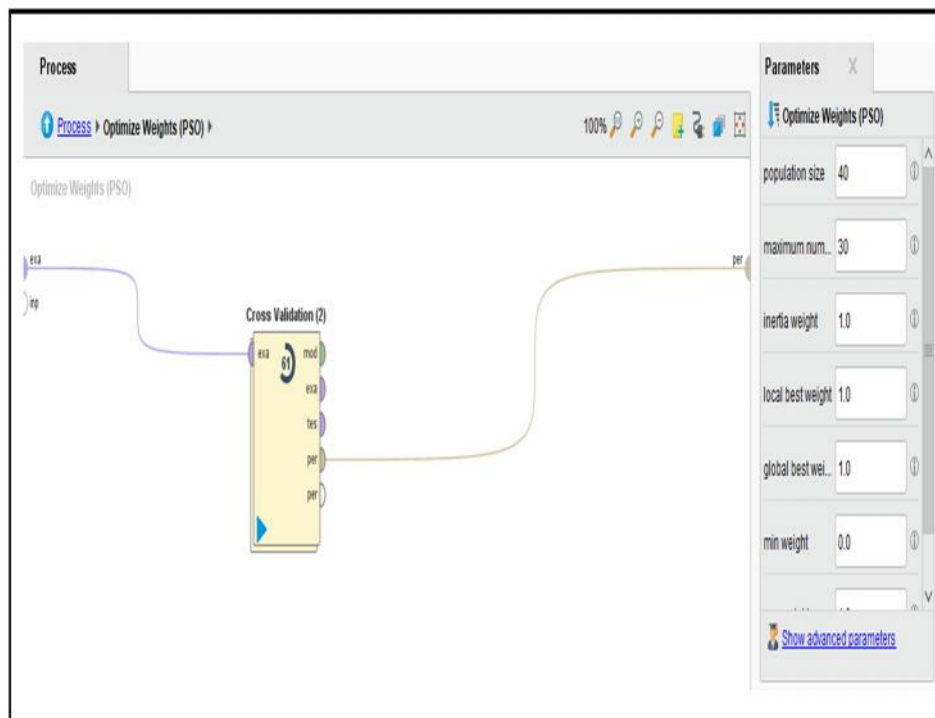 Process
Parameters
Process ▸ Optimize Weights (PSO) ▸
100%
Optimize Weights (PSO)
Optimize Weights (PSO)
population size 40
maximum num... 30
inertia weight 1.0
local best weight 1.0
global best wei... 1.0
min weight 0.0
Show advanced parameters
exa
inp
per
Cross Validation (2)
exa
mod
exa
tes
per
per